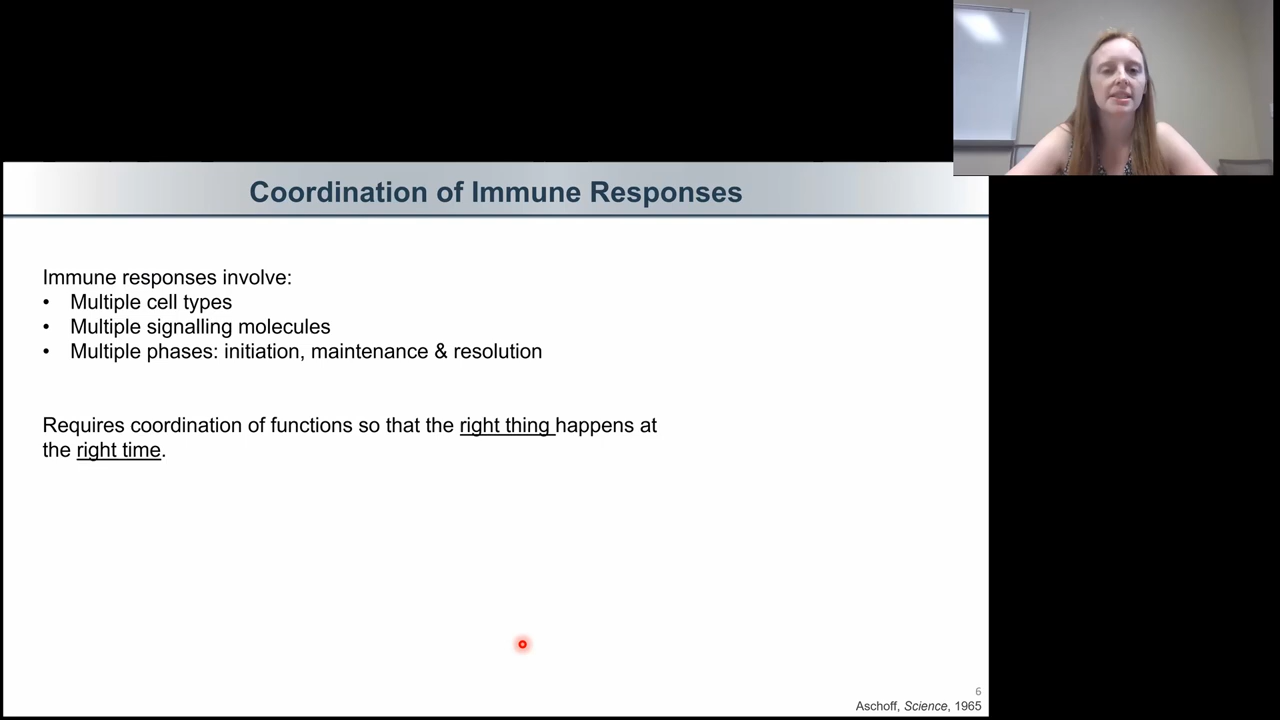 Coordination of Immune Responses
Immune responses involve:
• Multiple cell types
• Multiple signalling molecules
• Multiple phases: initiation, maintenance & resolution
Requires coordination of functions so that the right thing happens at
the right time.
6
Aschoff, Science, 1965